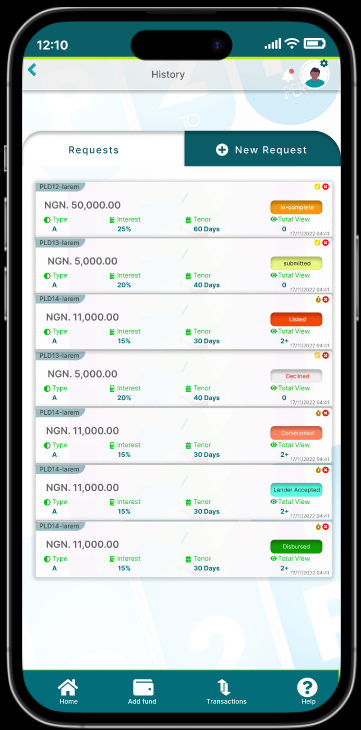 12:10
History
Requests
New Request
PLD12-larem
NGN. 50,000.00
In-complete
Type Interest Tenor Total View
A 25% 60 Days 0
17/11/2022 04:41
PLD13-larem
NGN. 5,000.00
submitted
Type Interest Tenor Total View
A 20% 40 Days 0
17/11/2022 04:41
PLD14-larem
NGN. 11,000.00
Listed
Type Interest Tenor Total View
A 15% 30 Days 2+
17/11/2022 04:41
PLD13-larem
NGN. 5,000.00
Declined
Type Interest Tenor Total View
A 20% 40 Days 0
17/11/2022 04:41
PLD14-larem
NGN. 11,000.00
Type Interest Tenor Total View
A 15% 30 Days 2+
17/11/2022 04:41
PLD14-larem
NGN. 11,000.00
Lender Accepted
Type Interest Tenor Total View
A 15% 30 Days 2+
17/11/2022 04:41
PLD14-larem
NGN. 11,000.00
Disbursed
Type Interest Tenor Total View
A 15% 30 Days 2+
17/11/2022 04:41
Home Add fund Transactions Help